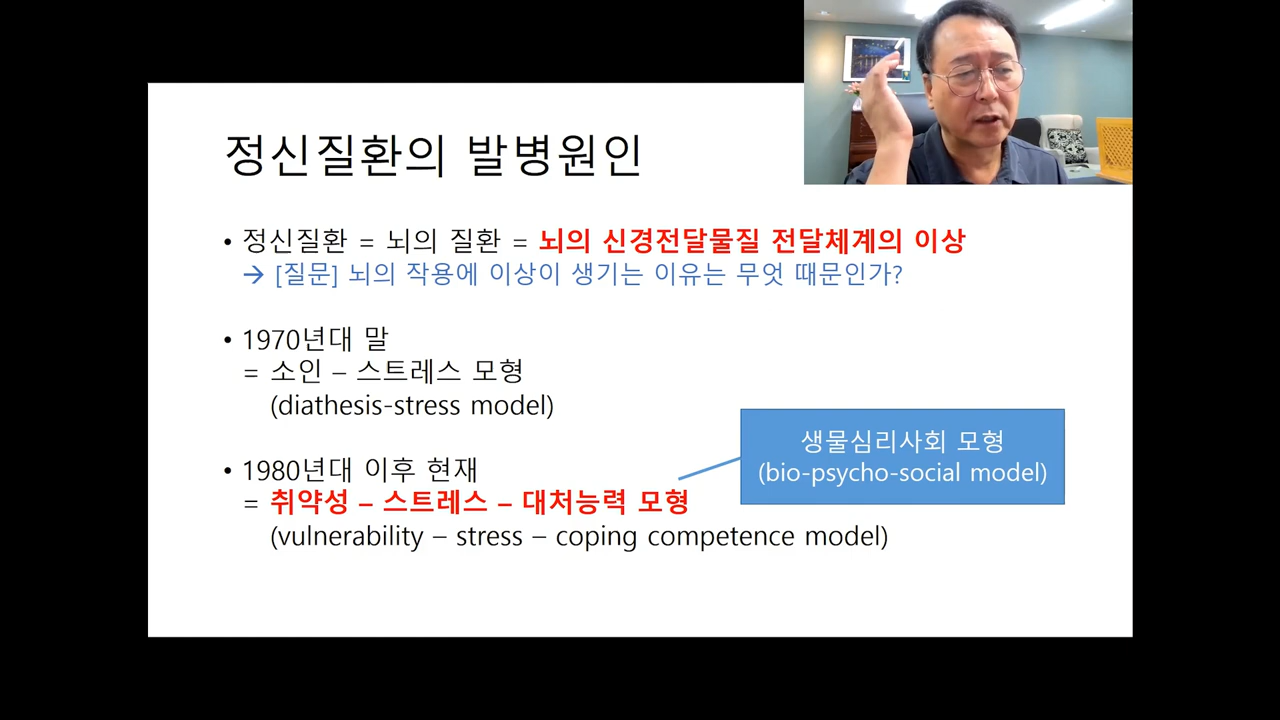 정신질환의 발병원인
• 정신질환 = 뇌의 질환 = 뇌의 신경전달물질 전달체계의 이상
→ [질문] 뇌의 작용에 이상이 생기는 이유는 무엇 때문인가?
• 1970년대 말
= 소인 – 스트레스 모형
(diathesis-stress model)
• 1980년대 이후 현재
= 취약성 – 스트레스 – 대처능력 모형
(vulnerability – stress – coping competence model)
생물심리사회 모형
(bio-psycho-social model)